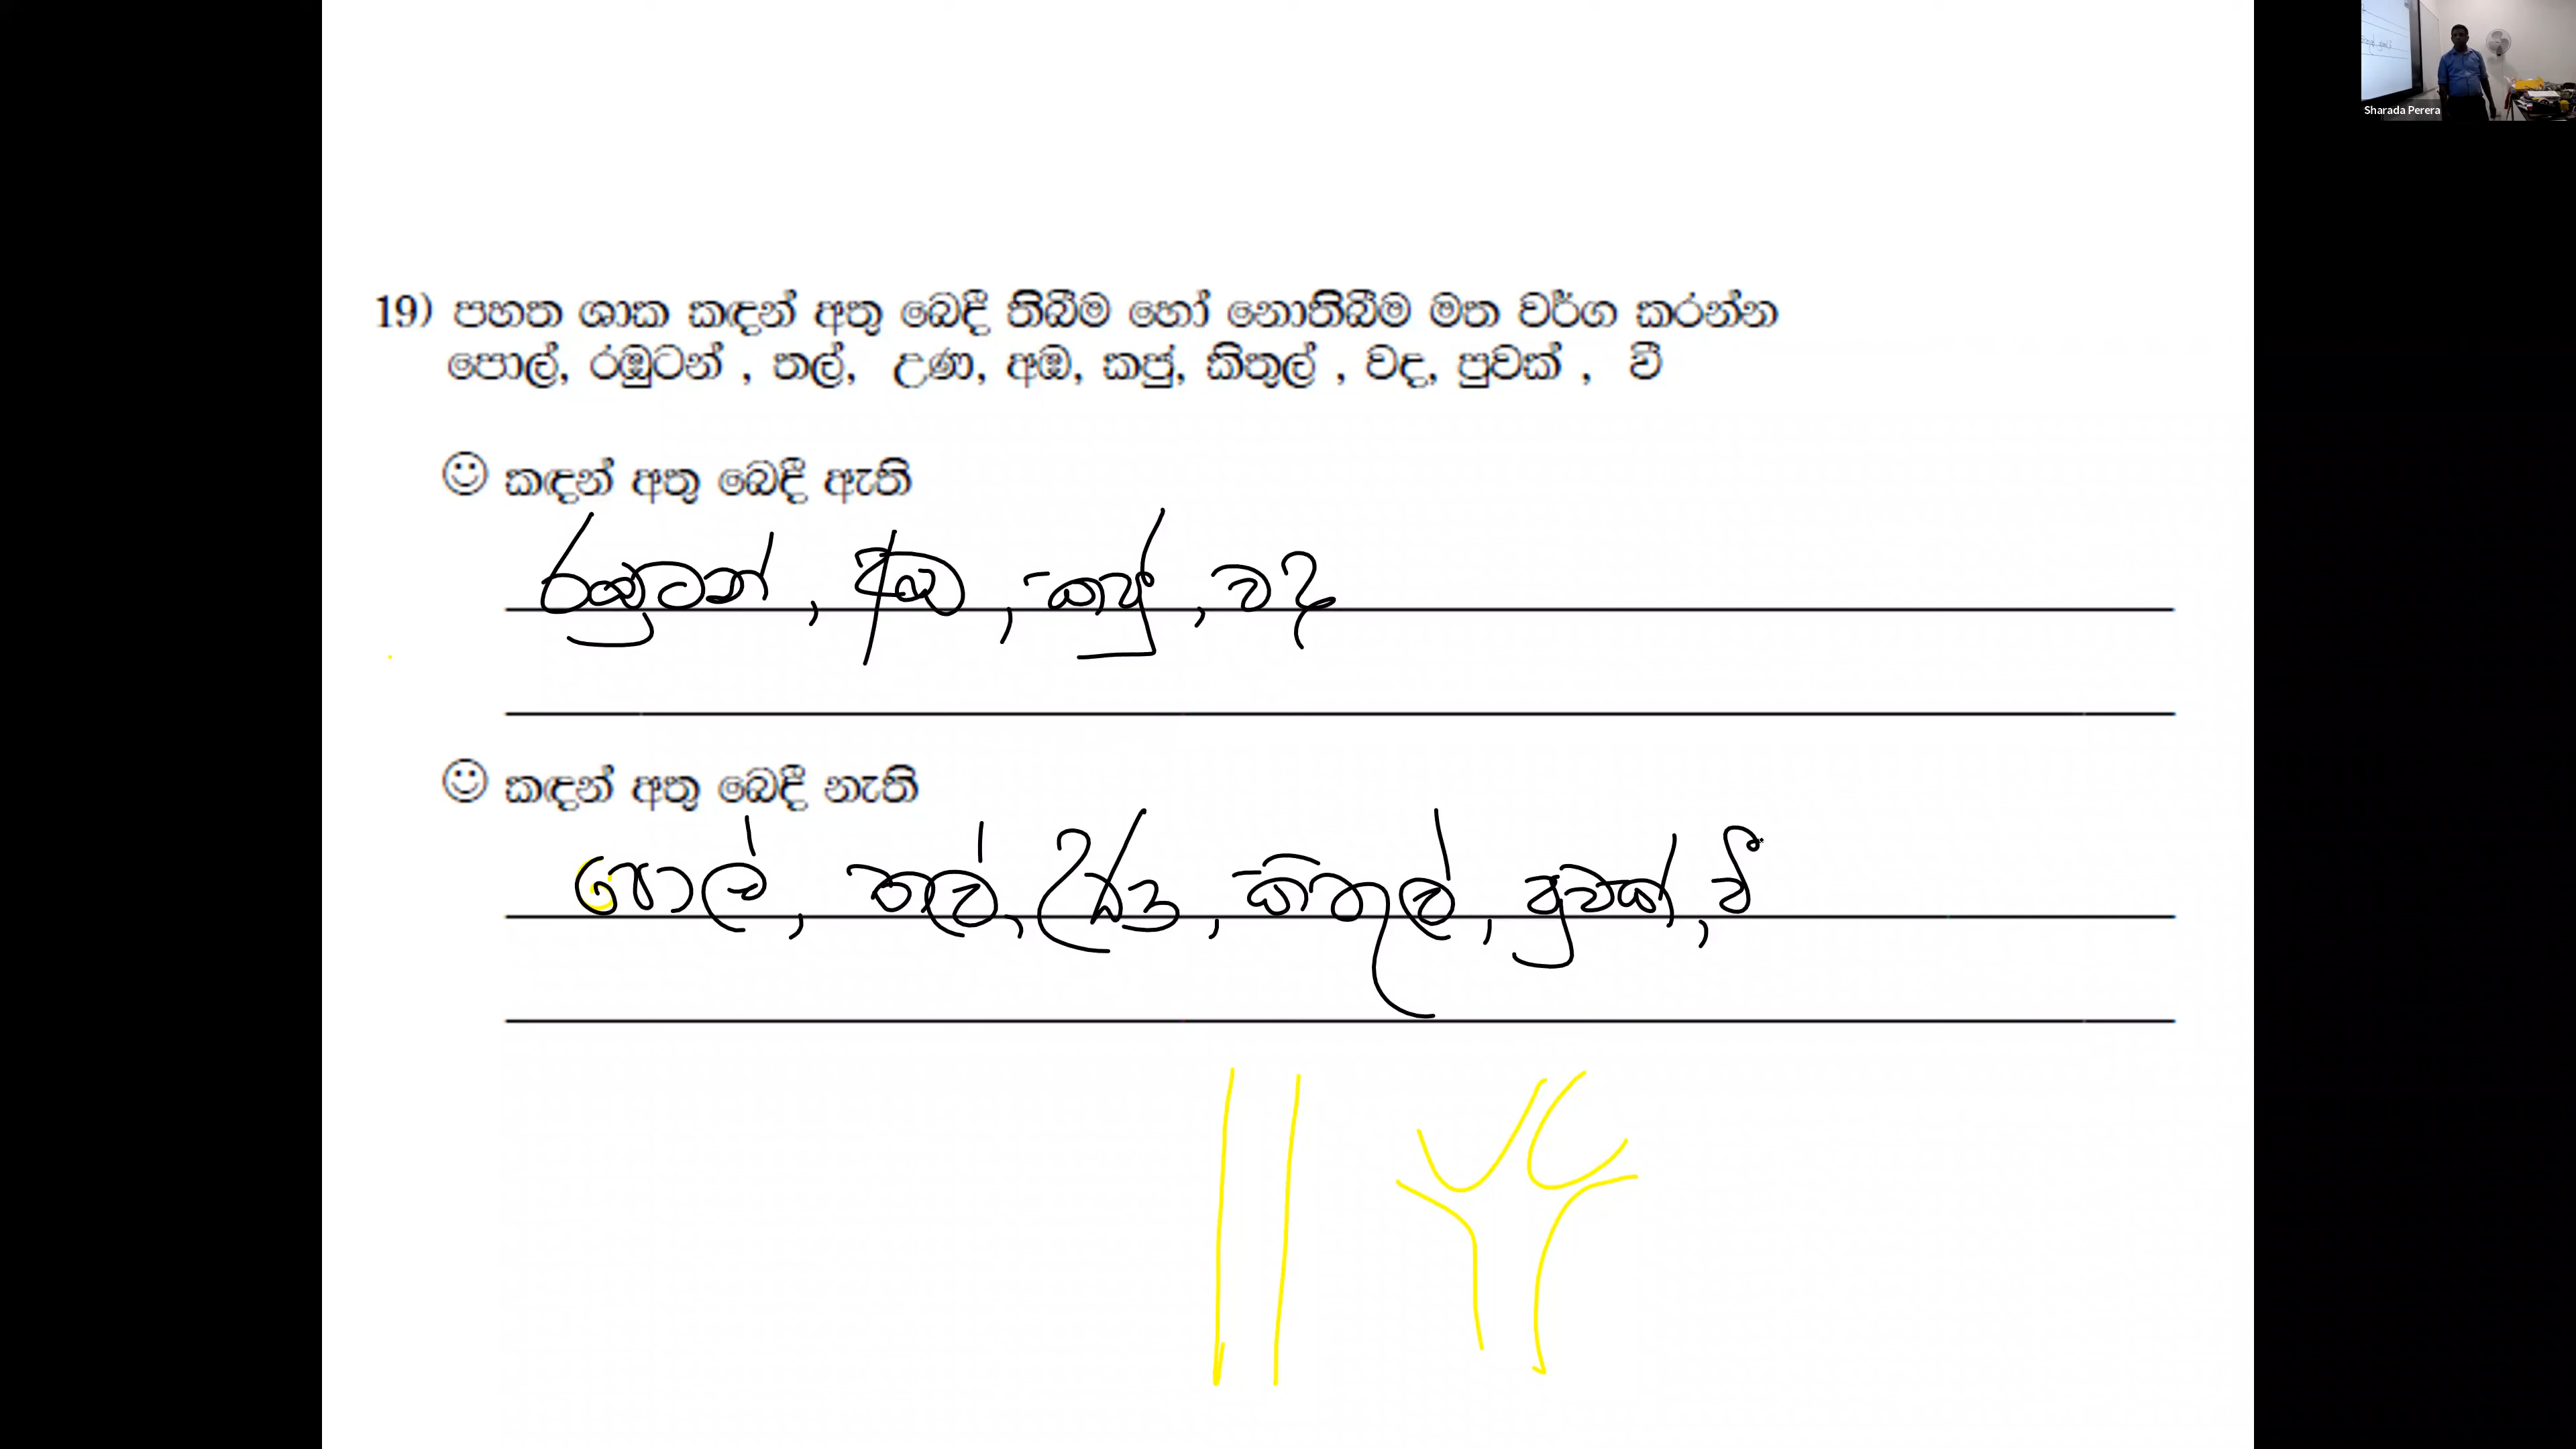 Sharada Perera
19) පහත ශාක කඳන් අතු බෙදී තිබීම හෝ නොතිබීම මත වර්ග කරන්න
පොල්, රඹුටන් , තල්, උණ, අඹ, කජු, කිතුල් , වද, පුවක් , වී
කඳන් අතු බෙදී ඇති
රඹුටන් , අඹ , කජු , වද
කඳන් අතු බෙදී නැති
පොල් , තල් , උණ , කිතුල් , පුවක් , වී